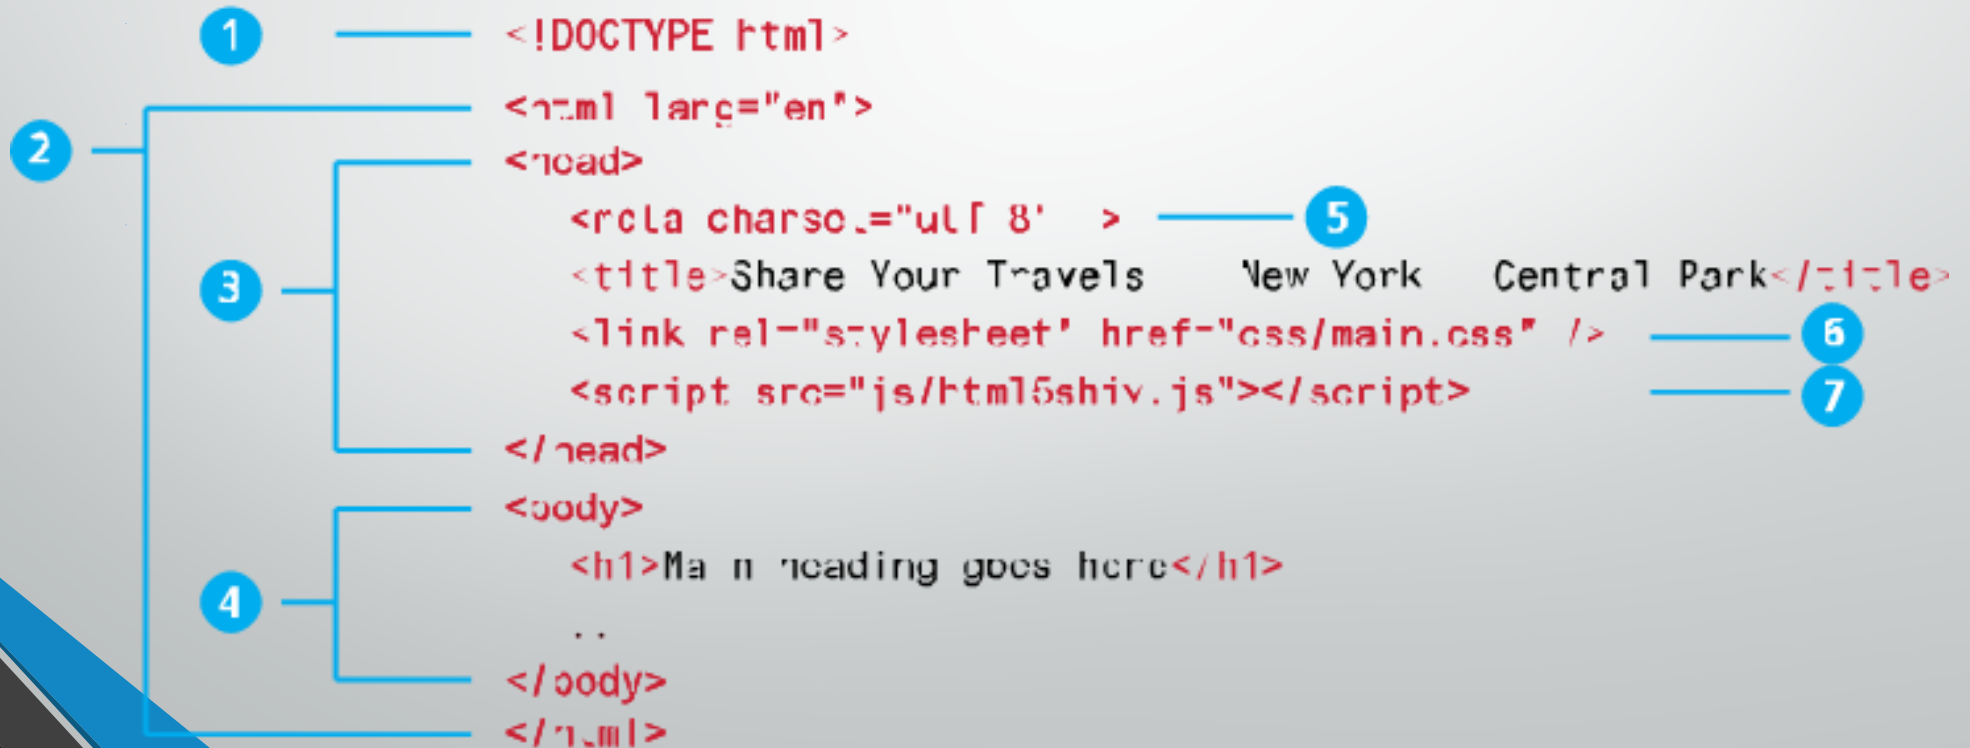 1 <!DOCTYPE html>
<html lang="en">
2
<head>
<meta charset="utf-8" > 5
3 <title>Share Your Travels New York Central Park</title>
<link rel="stylesheet" href="css/main.css" /> 6
<script src="js/html5shiv.js"></script> 7
</head>
<body>
<h1>Main heading goes here</h1>
4
..
</body>
</html>